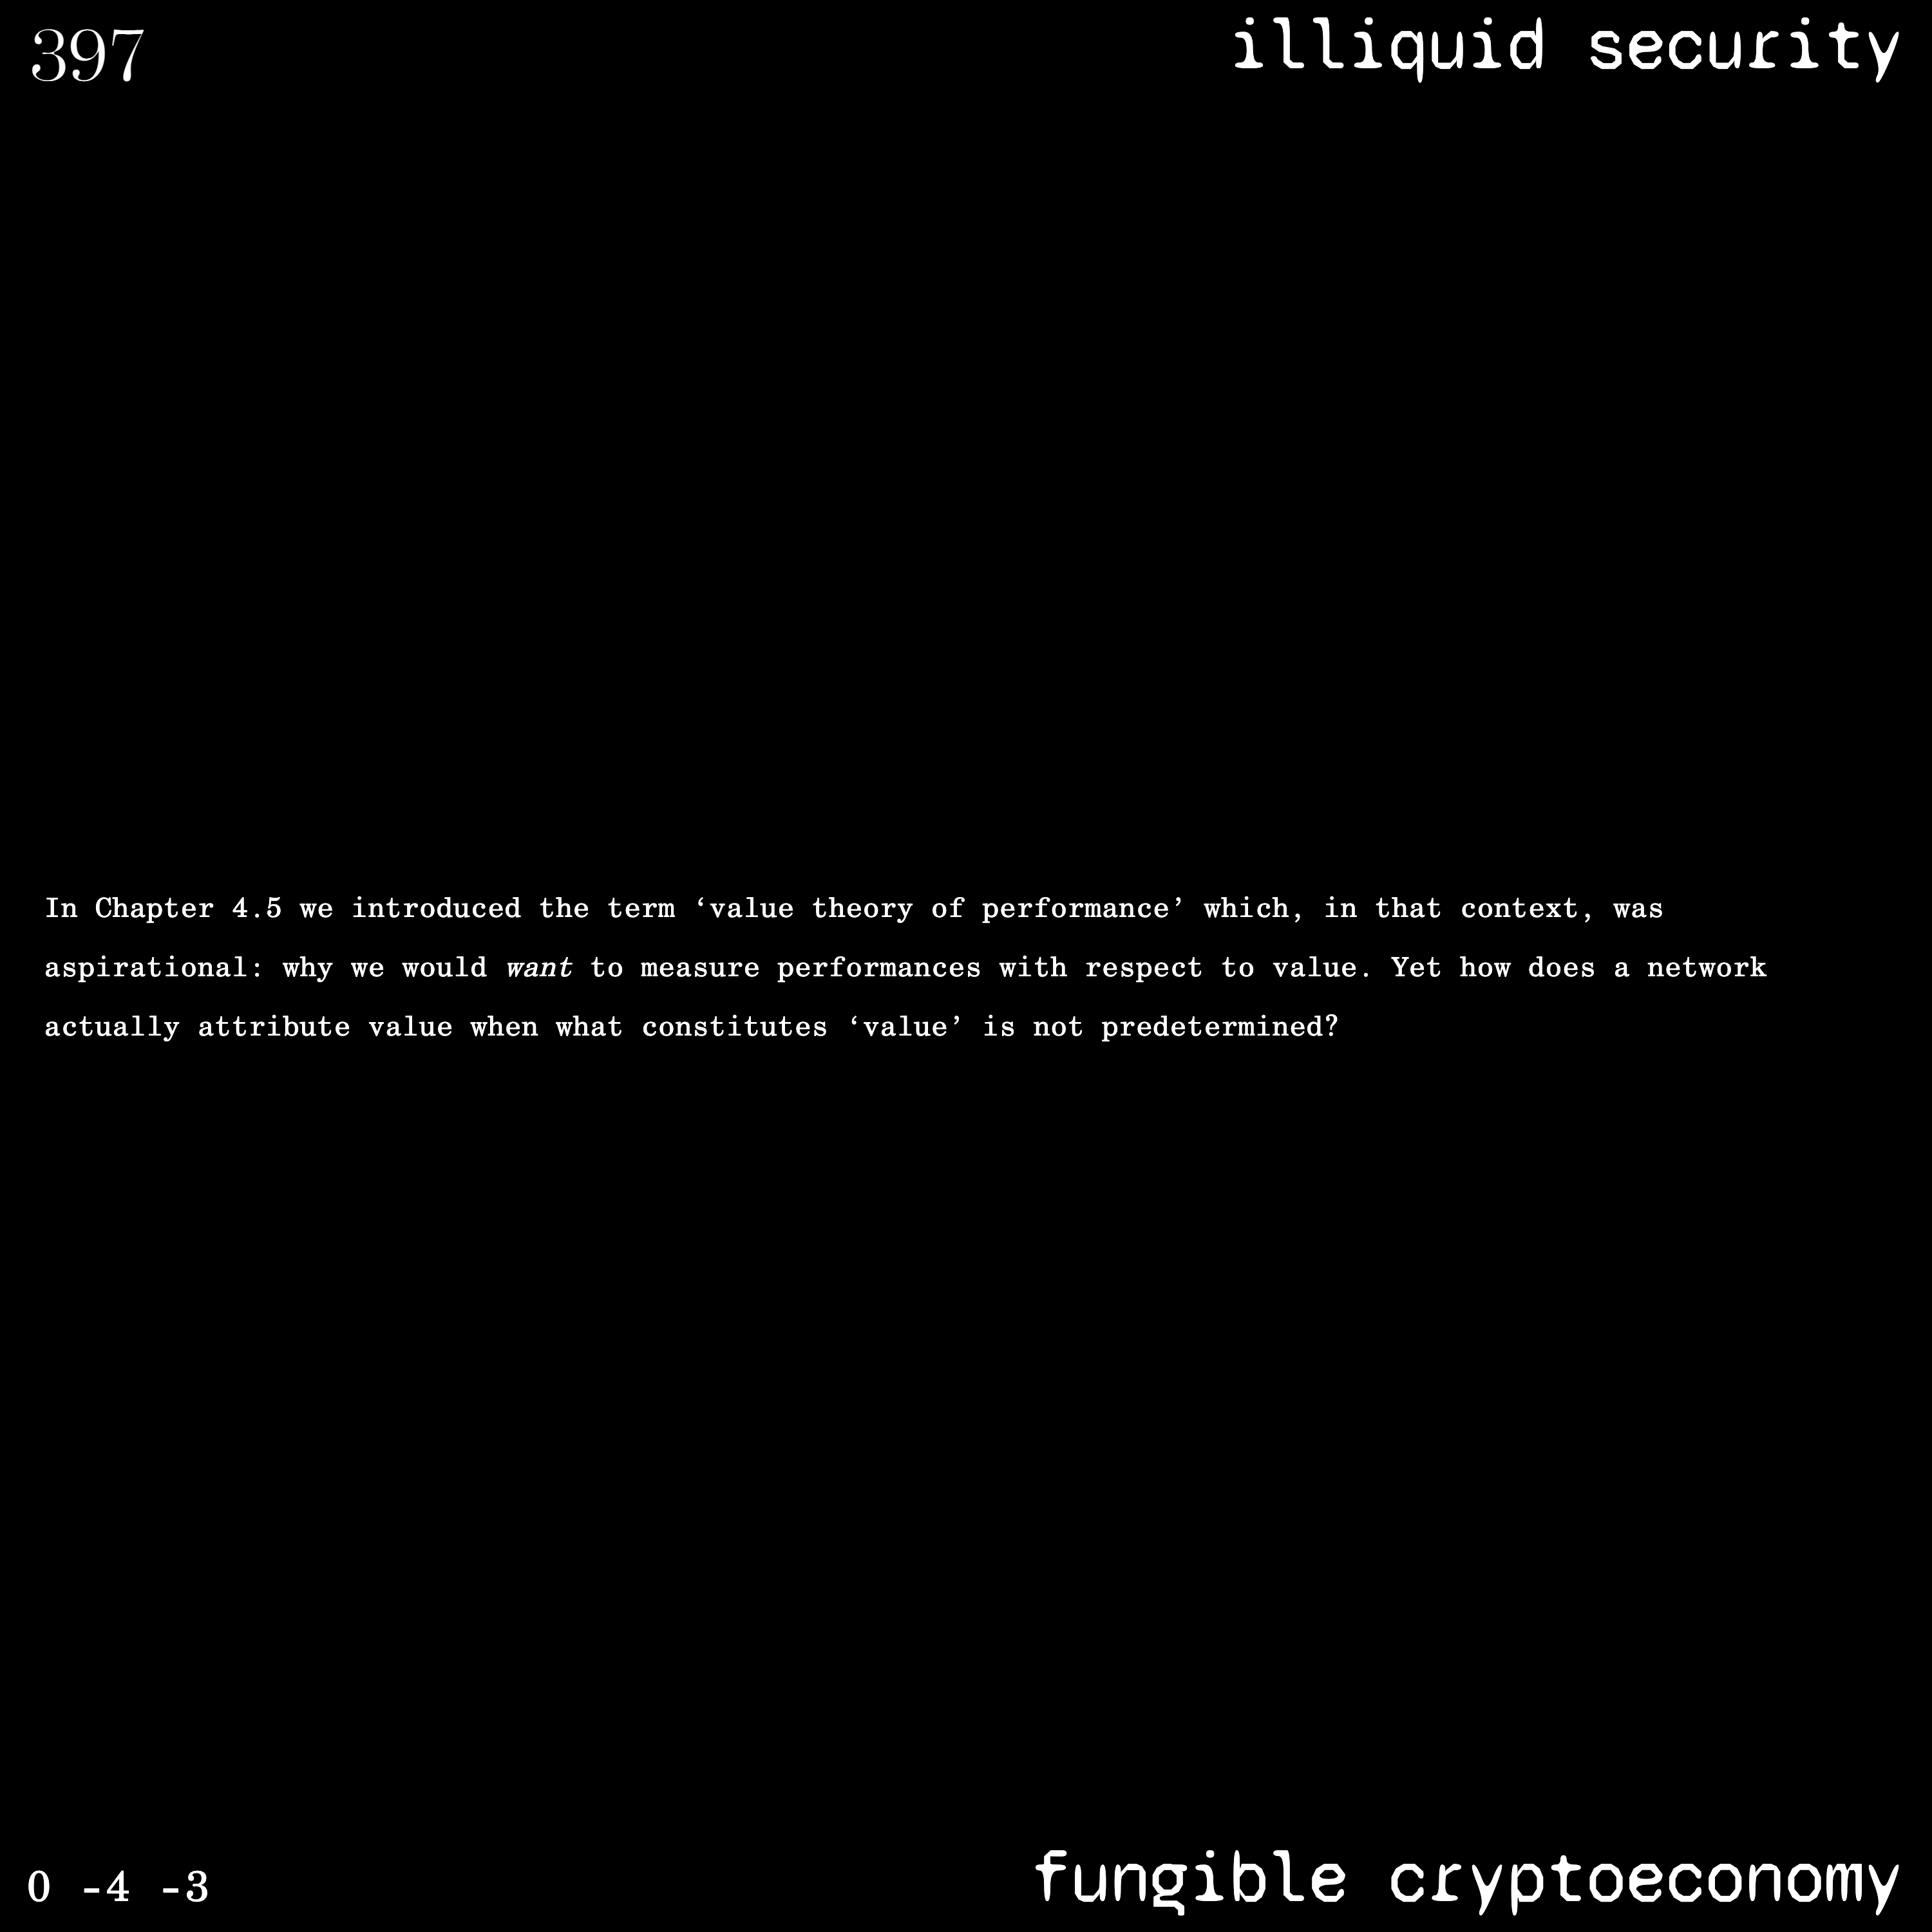 397
illiquid security
In Chapter 4.5 we introduced the term ‘value theory of performance’ which, in that context, was
aspirational: why we would want to measure performances with respect to value. Yet how does a network
actually attribute value when what constitutes ‘value’ is not predetermined?
0 -4 -3
fungible cryptoeconomy